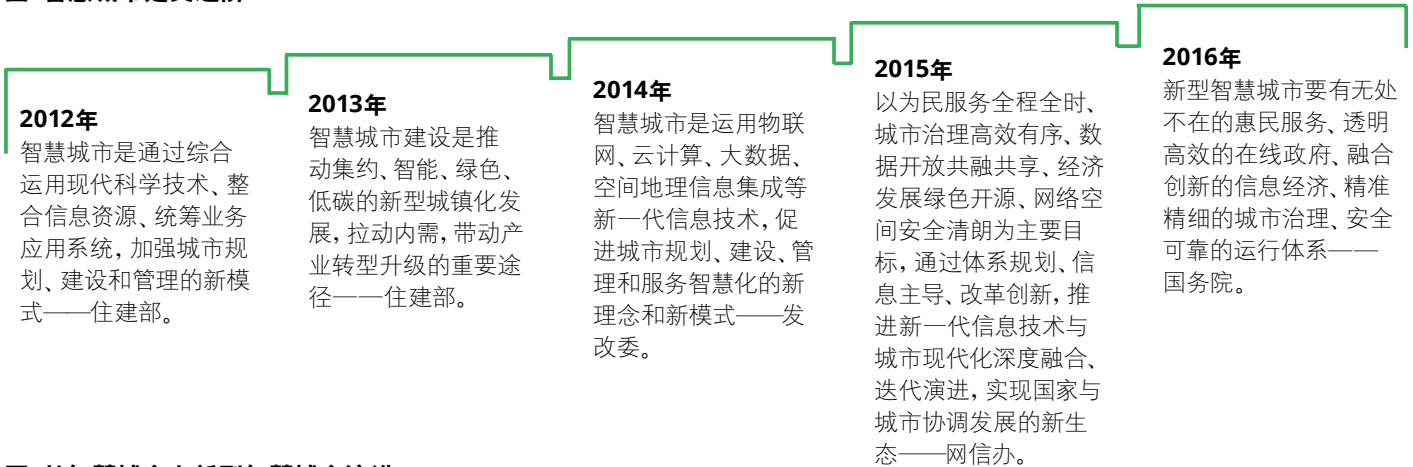 2012年
智慧城市是通过综合
运用现代科学技术、整
合信息资源、统筹业务
应用系统，加强城市规
划、建设和管理的新模
式——住建部。
2013年
智慧城市建设是推
动集约、智能、绿色、
低碳的新型城镇化发
展，拉动内需，带动产
业转型升级的重要途
径——住建部。
2014年
智慧城市是运用物联
网、云计算、大数据、
空间地理信息集成等
新一代信息技术，促
进城市规划、建设、管
理和服务智慧化的新
理念和新模式——发
改委。
2015年
以为民服务全程全时、
城市治理高效有序、数
据开放共融共享、经济
发展绿色开源、网络空
间安全清朗为主要目
标，通过体系规划、信
息主导、改革创新，推
进新一代信息技术与
城市现代化深度融合、
迭代演进，实现国家与
城市协调发展的新生
态——网信办。
2016年
新型智慧城市要有无处
不在的惠民服务、透明
高效的在线政府、融合
创新的信息经济、精准
精细的城市治理、安全
可靠的运行体系——
国务院。